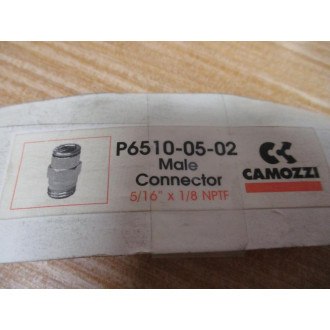 P6510-05-02
Male
Connector
5/16" x 1/8 NPTF
CAMOZZI